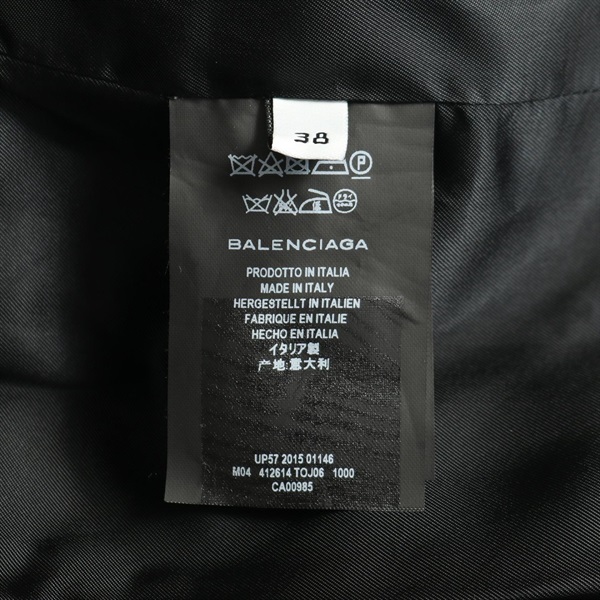 38
P
BALENCIAGA
PRODOTTO IN ITALIA
MADE IN ITALY
HERGESTELLT IN ITALIEN
FABRIQUE EN ITALIE
HECHO EN ITALIA
イタリア製
产地:意大利
UP57 2015 01146
M04 412614 TOJ06 1000
CA00985